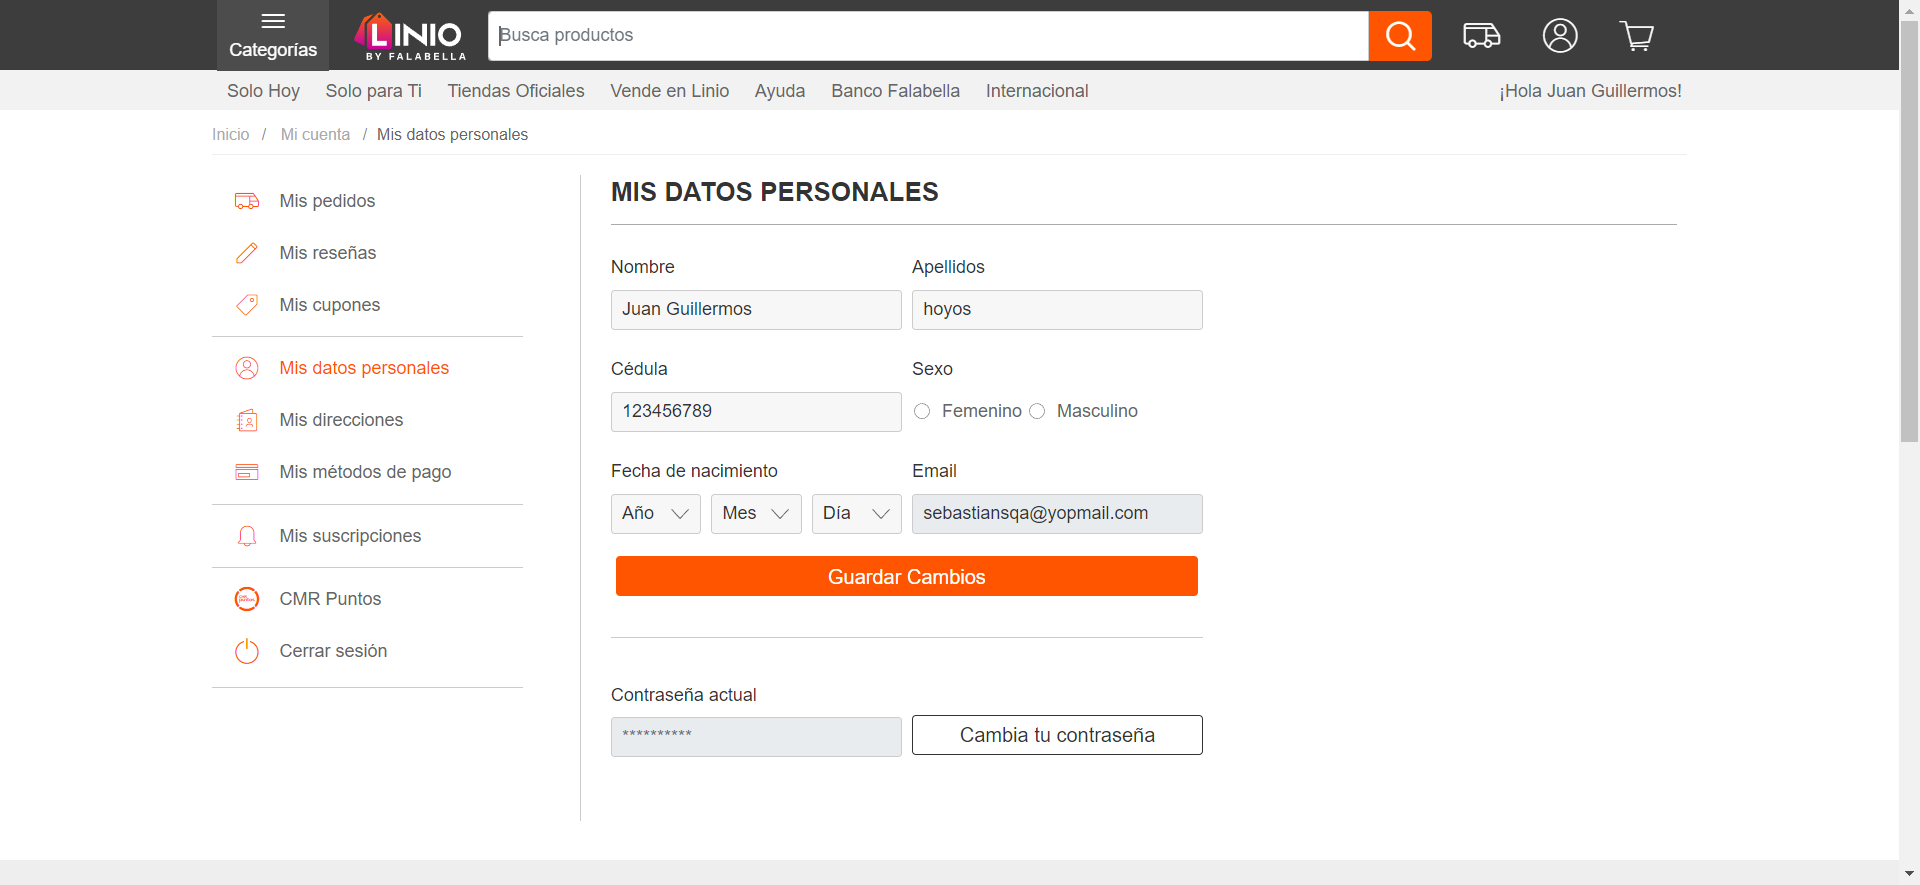 Categorías
LINIO
BY FALABELLA
Busca productos
Solo Hoy Solo para Ti Tiendas Oficiales Vende en Linio Ayuda Banco Falabella Internacional ¡Hola Juan Guillermos!
Inicio / Mi cuenta / Mis datos personales
Mis pedidos
Mis reseñas
Mis cupones
Mis datos personales
Mis direcciones
Mis métodos de pago
Mis suscripciones
CMR Puntos
Cerrar sesión
MIS DATOS PERSONALES
Nombre Apellidos
Juan Guillermos hoyos
Cédula Sexo
123456789 Femenino Masculino
Fecha de nacimiento Email
Año Mes Día sebastiansqa@yopmail.com
Guardar Cambios
Contraseña actual
********** Cambia tu contraseña